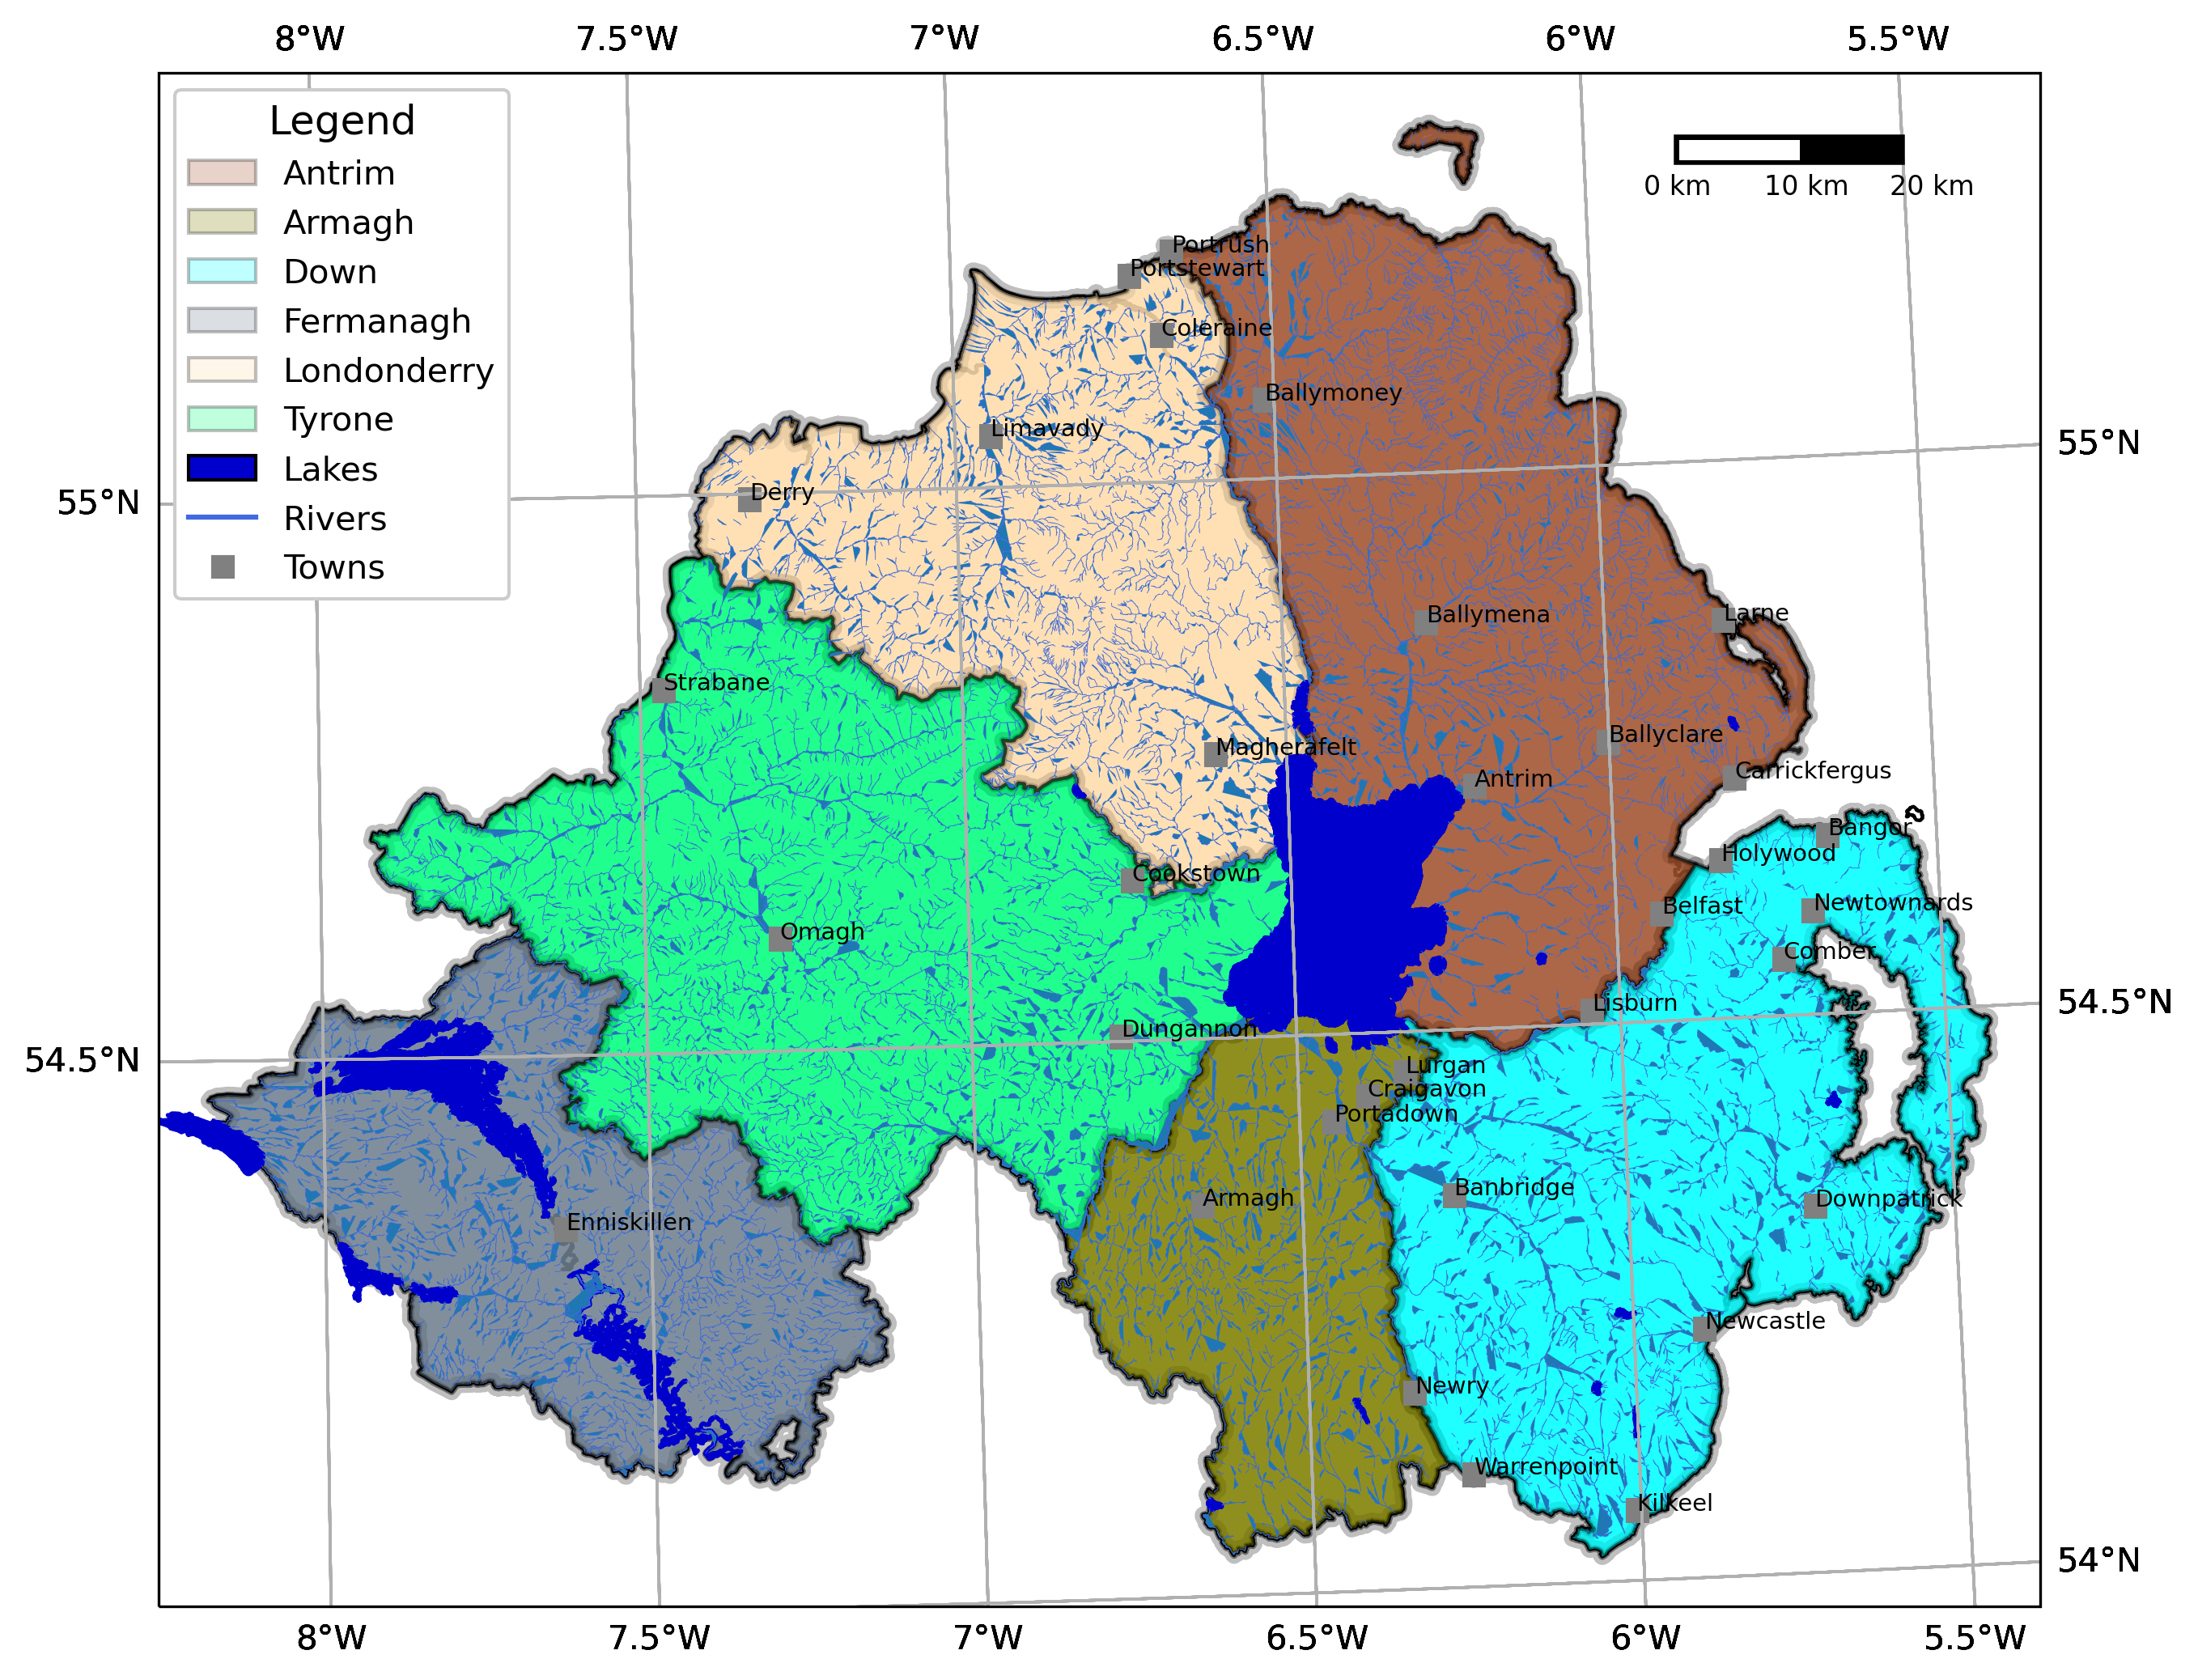 8°W 7.5°W 7°W 6.5°W 6°W 5.5°W
Legend
Antrim
Armagh
Down
Fermanagh
Londonderry
Tyrone
Lakes
Rivers
Towns
0 km 10 km 20 km
Portrush
Portstewart
Coleraine
Ballymoney
Limavady
55°N
Derry
55°N
Larne
Ballymena
Strabane
Ballyclare
Magherafelt
Carrickfergus
Antrim
Bangor
Holywood
Cookstown
Newtownards
Belfast
Omagh
Comber
54.5°N
Lisburn
Dungannon
54.5°N
Lurgan
Craigavon
Portadown
Banbridge
Armagh
Downpatrick
Enniskillen
Newcastle
Newry
Warrenpoint
Kilkeel
54°N
8°W 7.5°W 7°W 6.5°W 6°W 5.5°W